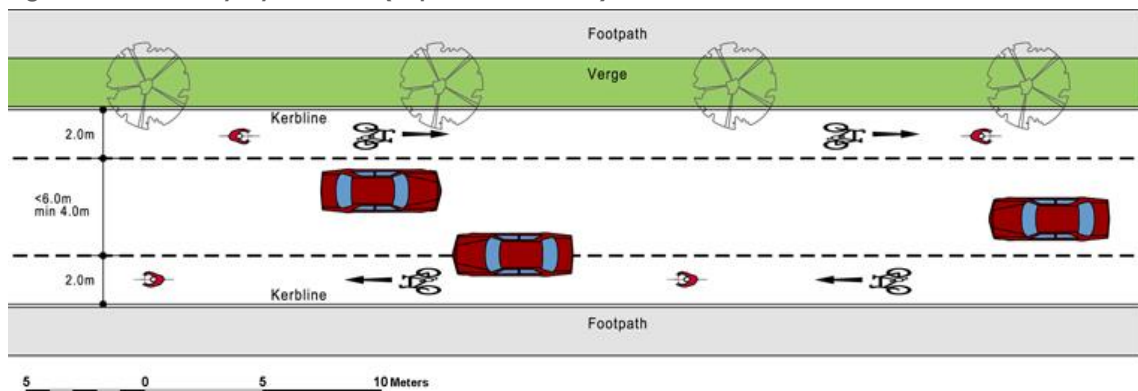 Footpath
Verge
Kerbline
2.0m
<6.0m
min 4.0m
2.0m
Kerbline
Footpath
5 0 5 10 Meters